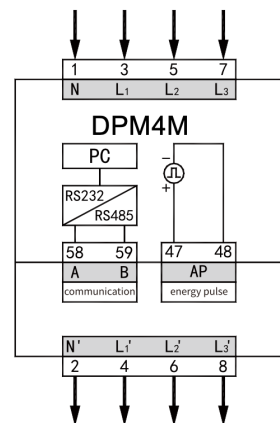 1 3 5 7
N L1 L2 L3
DPM4M
PC
RS232
RS485
58 59
A B
communication
47 48
AP
energy pulse
− +
N' L1' L2' L3'
2 4 6 8